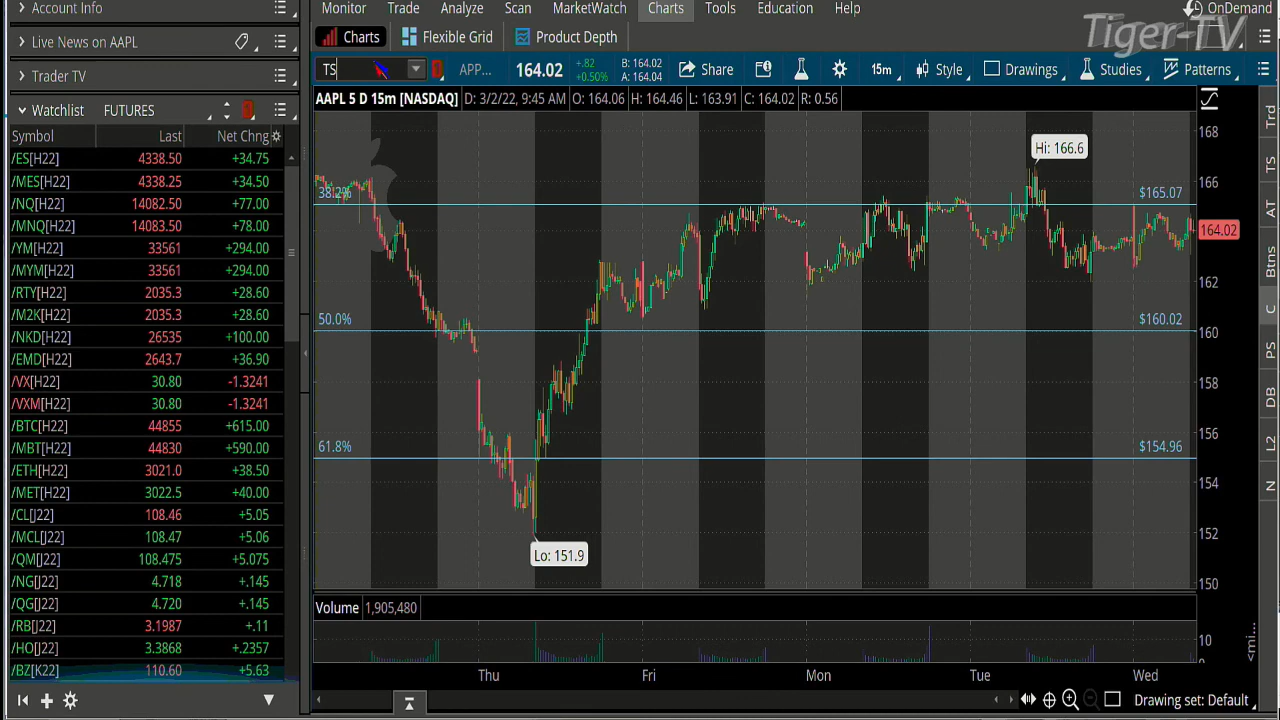 Account Info
Live News on AAPL
Trader TV
Watchlist FUTURES
Symbol Last Net Chng
/ES[H22] 4338.50 +34.75
/MES[H22] 4338.25 +34.50
/NQ[H22] 14082.50 +77.00
/MNQ[H22] 14083.50 +78.00
/YM[H22] 33561 +294.00
/MYM[H22] 33561 +294.00
/RTY[H22] 2035.3 +28.60
/M2K[H22] 2035.3 +28.60
/NKD[H22] 26535 +100.00
/EMD[H22] 2643.7 +36.90
/VX[H22] 30.80 -1.3241
/VXM[H22] 30.80 -1.3241
/BTC[H22] 44855 +615.00
/MBT[H22] 44830 +590.00
/ETH[H22] 3021.0 +38.50
/MET[H22] 3022.5 +40.00
/CL[J22] 108.46 +5.05
/MCL[J22] 108.47 +5.06
/QM[J22] 108.475 +5.075
/NG[J22] 4.718 +.145
/QG[J22] 4.720 +.145
/RB[J22] 3.1987 +.11
/HO[J22] 3.3868 +.2357
/BZ[K22] 110.60 +5.63
Monitor Trade Analyze Scan MarketWatch Charts Tools Education Help
OnDemand
Tiger-TV
Charts Flexible Grid Product Depth
TS 1 APP... 164.02 +.82 +0.50% B: 164.02 A: 164.04 Share 15m Style Drawings Studies Patterns
AAPL 5 D 15m [NASDAQ] D: 3/2/22, 9:45 AM O: 164.06 H: 164.46 L: 163.91 C: 164.02 R: 0.56
168
Hi: 166.6
166
38.2% $165.07
164.02
162
50.0% $160.02
160
158
156
61.8% $154.96
154
152
Lo: 151.9
150
Volume 1,905,480
10
0
Thu Fri Mon Tue Wed
Drawing set: Default
Trd
TS
AT
Btns
C
PS
DB
L2
N
<mi...